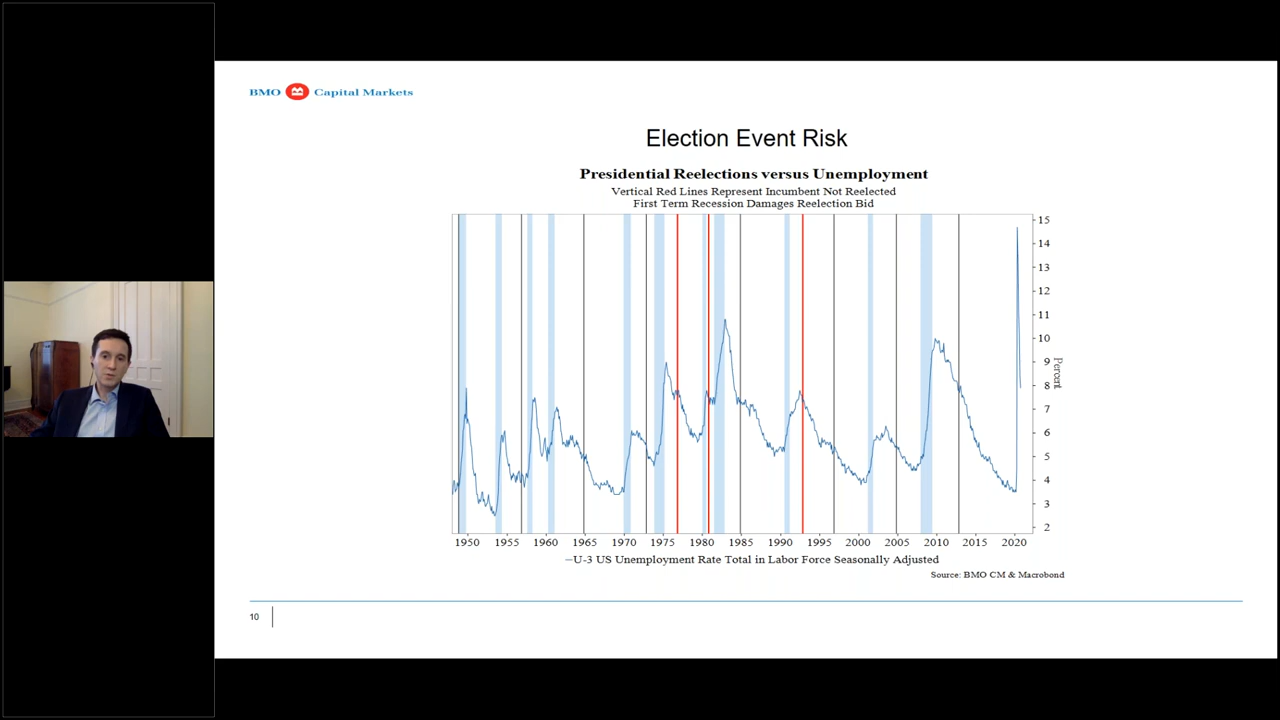 BMO Capital Markets
Election Event Risk
Presidential Reelections versus Unemployment
Vertical Red Lines Represent Incumbent Not Reelected
First Term Recession Damages Reelection Bid
15
14
13
12
11
10
9
8
7
6
5
4
3
2
Percent
1950 1955 1960 1965 1970 1975 1980 1985 1990 1995 2000 2005 2010 2015 2020
—U-3 US Unemployment Rate Total in Labor Force Seasonally Adjusted
Source: BMO CM & Macrobond
10